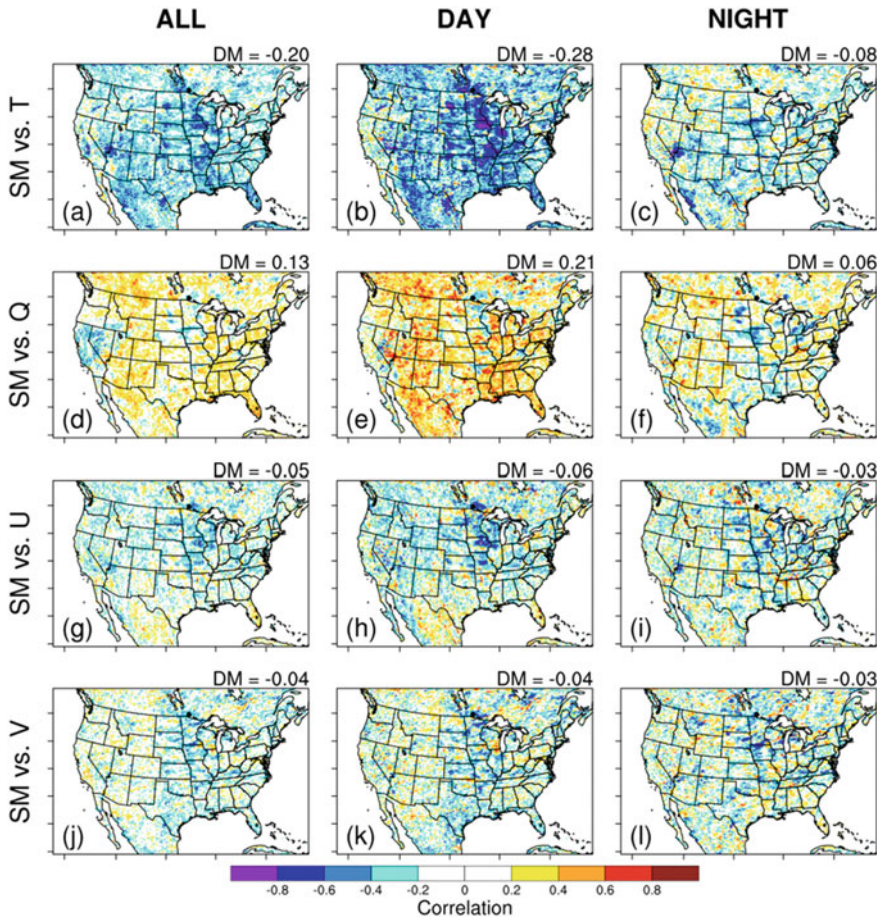 ALL DAY NIGHT
DM = -0.20 DM = -0.28 DM = -0.08
SM vs. T
(a) (b) (c)
DM = 0.13 DM = 0.21 DM = 0.06
SM vs. Q
(d) (e) (f)
DM = -0.05 DM = -0.06 DM = -0.03
SM vs. U
(g) (h) (i)
DM = -0.04 DM = -0.04 DM = -0.03
SM vs. V
(j) (k) (l)
-0.8 -0.6 -0.4 -0.2 0 0.2 0.4 0.6 0.8
Correlation